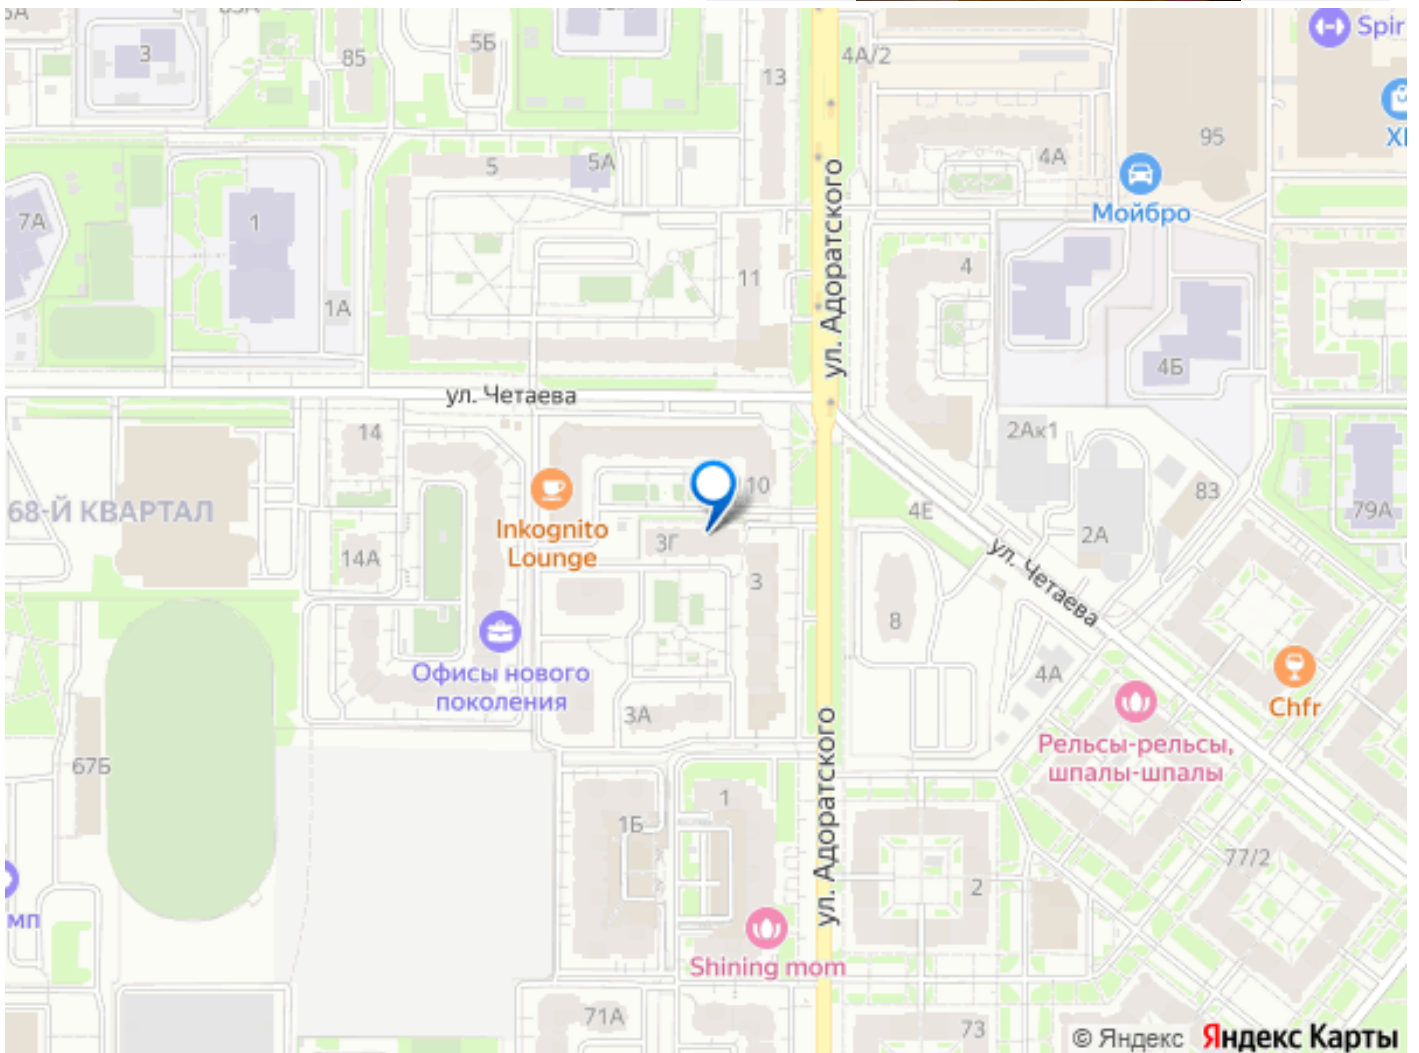 85
5Б
3
13
4А/2
Spir
XI
95
5
5А
4А
Мойбро
7А
1
1А
11
4
4Б
ул. Адоратского
ул. Четаева
14
2Ак1
10
83
79А
68-Й КВАРТАЛ
Inkognito
Lounge
3Г
4Е
2А
ул. Четаева
14А
3
8
Офисы нового
поколения
3А
4А
Chfr
Рельсы-рельсы,
шпалы-шпалы
67Б
ул. Адоратского
1
1Б
77/2
2
мп
Shining mom
71А
73
© Яндекс Яндекс Карты